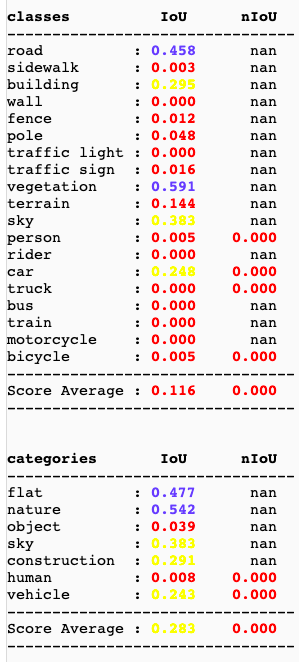 classes IoU nIoU
--------------------------------
road : 0.458 nan
sidewalk : 0.003 nan
building : 0.295 nan
wall : 0.000 nan
fence : 0.012 nan
pole : 0.048 nan
traffic light : 0.000 nan
traffic sign : 0.016 nan
vegetation : 0.591 nan
terrain : 0.144 nan
sky : 0.383 nan
person : 0.005 0.000
rider : 0.000 nan
car : 0.248 0.000
truck : 0.000 0.000
bus : 0.000 nan
train : 0.000 nan
motorcycle : 0.000 nan
bicycle : 0.005 0.000
--------------------------------
Score Average : 0.116 0.000
--------------------------------
categories IoU nIoU
--------------------------------
flat : 0.477 nan
nature : 0.542 nan
object : 0.039 nan
sky : 0.383 nan
construction : 0.291 nan
human : 0.008 0.000
vehicle : 0.243 0.000
--------------------------------
Score Average : 0.283 0.000
--------------------------------